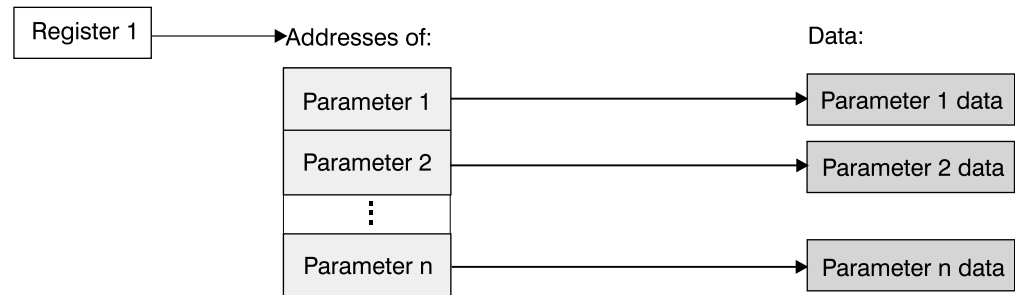 Register 1
Addresses of:
Data:
Parameter 1
Parameter 1 data
Parameter 2
Parameter 2 data
Parameter n
Parameter n data